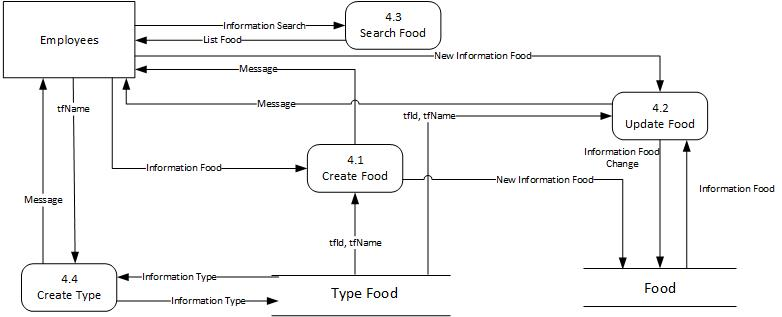 4.3
Search Food
Information Search
List Food
Employees
New Information Food
Message
Message
tfName
tfId, tfName
4.2
Update Food
4.1
Create Food
Information Food
Information Food
Change
Information Food
New Information Food
Message
tfId, tfName
4.4
Create Type
Information Type
Information Type
Type Food
Food